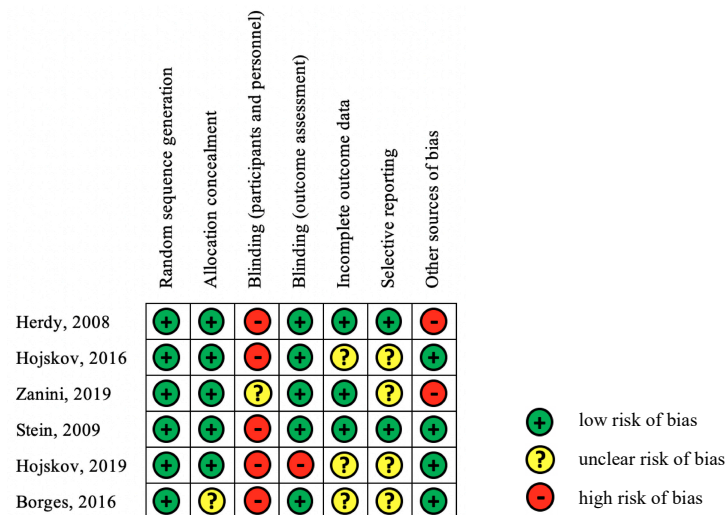 Random sequence generation
Allocation concealment
Blinding (participants and personnel)
Blinding (outcome assessment)
Incomplete outcome data
Selective reporting
Other sources of bias
Herdy, 2008 + + - + + + -
Hojskov, 2016 + + - + ? ? +
Zanini, 2019 + + ? + + ? -
Stein, 2009 + + - + + + +
Hojskov, 2019 + + - - ? ? +
Borges, 2016 + ? - + ? ? +
+ low risk of bias
? unclear risk of bias
- high risk of bias